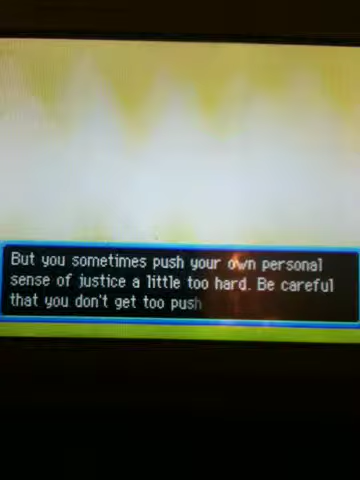 But you sometimes push your own personal
sense of justice a little too hard. Be careful
that you don't get too push